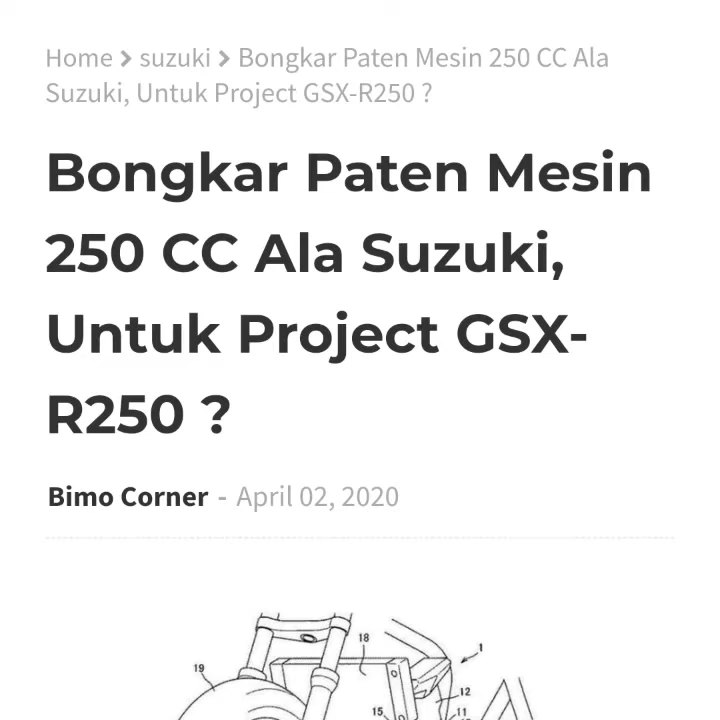 Home > suzuki > Bongkar Paten Mesin 250 CC Ala
Suzuki, Untuk Project GSX-R250 ?
Bongkar Paten Mesin
250 CC Ala Suzuki,
Untuk Project GSX-
R250 ?
Bimo Corner - April 02, 2020
18
1
19
12
15
11